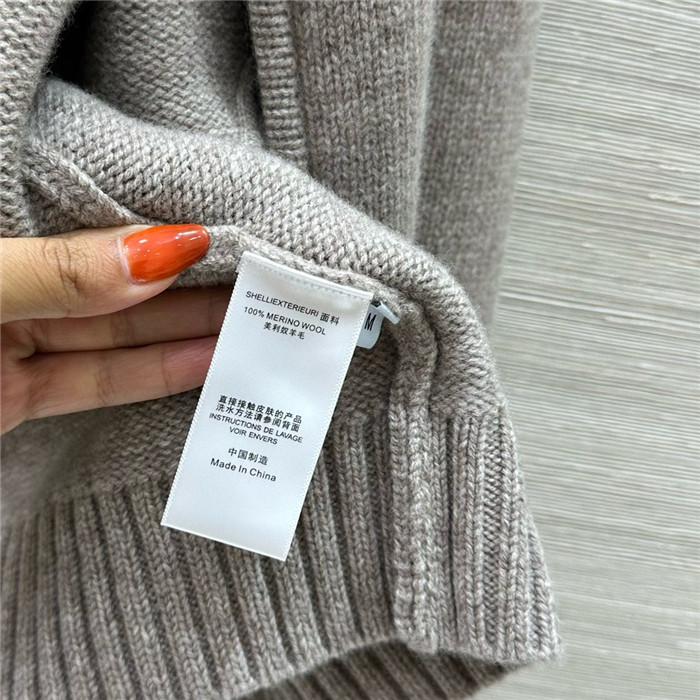 SHELLIEXTERIEURI 面料
100% MERINO WOOL
美利奴羊毛
直接接触皮肤的产品
洗水方法请参阅背面
INSTRUCTIONS DE LAVAGE
VOIR ENVERS
中国制造
Made In China
M